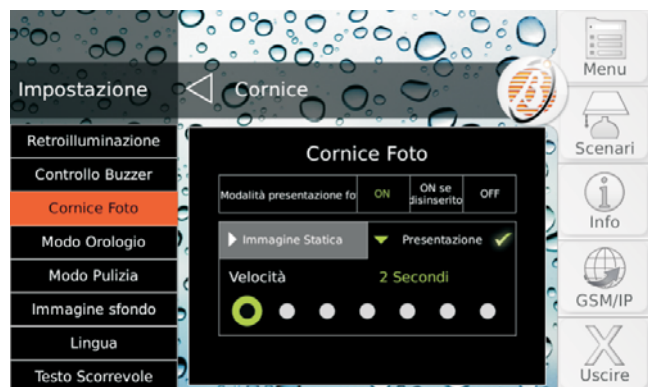 Impostazione
Cornice
Retroilluminazione
Controllo Buzzer
Cornice Foto
Modo Orologio
Modo Pulizia
Immagine sfondo
Lingua
Testo Scorrevole
Cornice Foto
Modalità presentazione fo
ON
ON se
disinserito
OFF
Immagine Statica
Presentazione
Velocità
2 Secondi
B
Menu
Scenari
Info
GSM/IP
Uscire